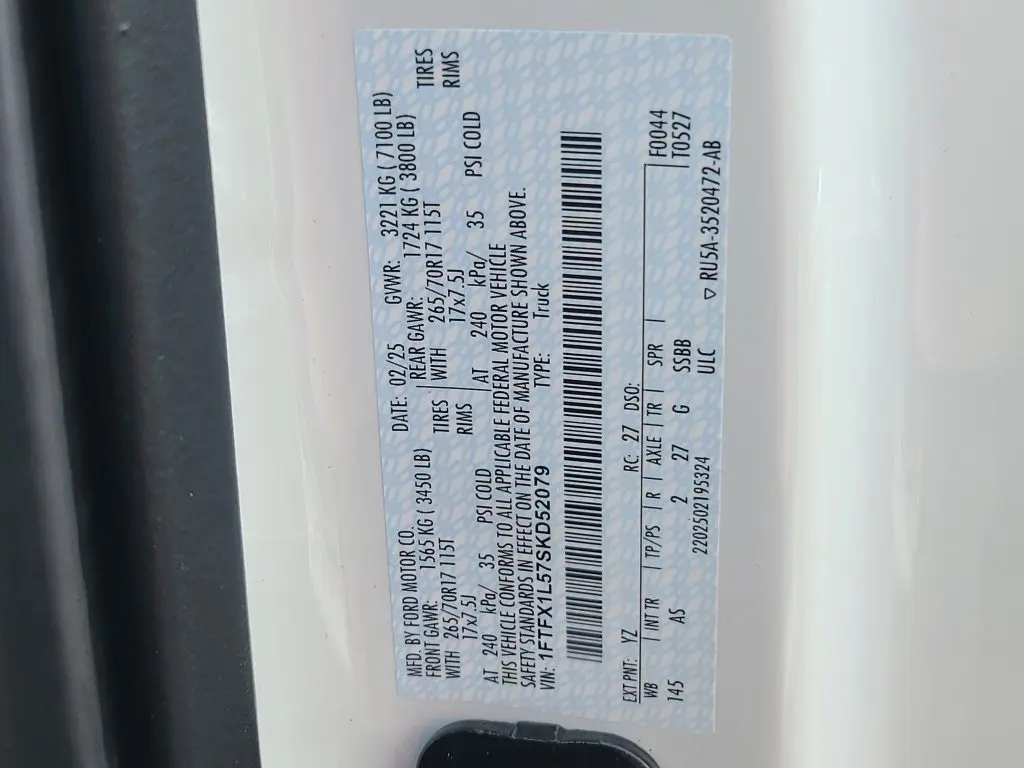 MFD. BY FORD MOTOR CO.
DATE: 02/25 GVWR: 3221 KG ( 7100 LB)
FRONT GAWR: 1565 KG ( 3450 LB) REAR GAWR: 1724 KG ( 3800 LB)
WITH 265/70R17 115T TIRES WITH 265/70R17 115T TIRES
17x7.5J RIMS 17x7.5J RIMS
AT 240 kPa/ 35 PSI COLD AT 240 kPa/ 35 PSI COLD
THIS VEHICLE CONFORMS TO ALL APPLICABLE FEDERAL MOTOR VEHICLE
SAFETY STANDARDS IN EFFECT ON THE DATE OF MANUFACTURE SHOWN ABOVE.
VIN: 1FTFX1L57SKD52079 TYPE: Truck
EXT PNT: YZ RC: 27 DSO: F0044
WB INT TR TP/PS R AXLE TR SPR T0527
145 AS 2 27 G SSBB
2202502195324 ULC ▽ RU5A-3520472-AB